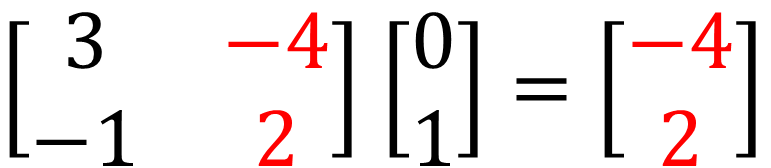 [3 −4] [0] = [−4]
[−1 2] [1] [2]